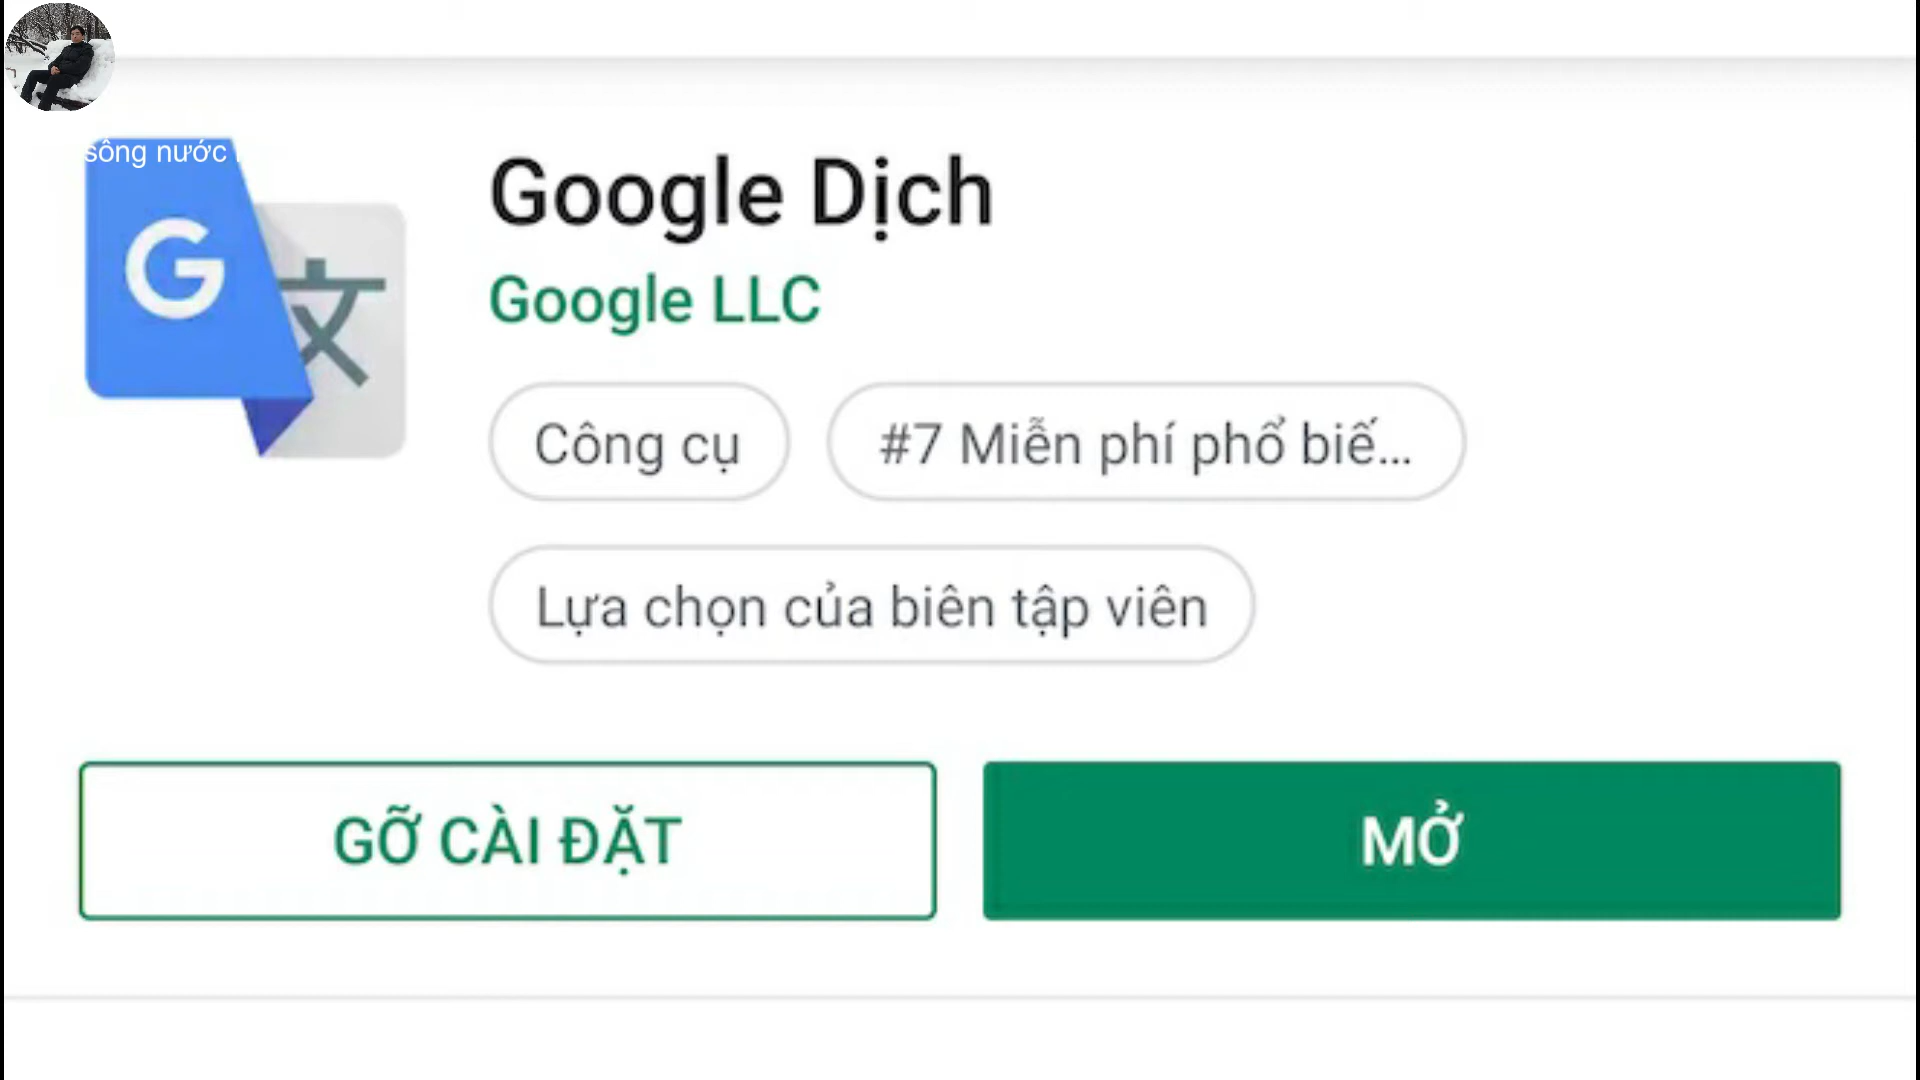 sông nước
Google Dịch
Google LLC
G
文
Công cụ
#7 Miễn phí phổ biế...
Lựa chọn của biên tập viên
GỠ CÀI ĐẶT
MỞ